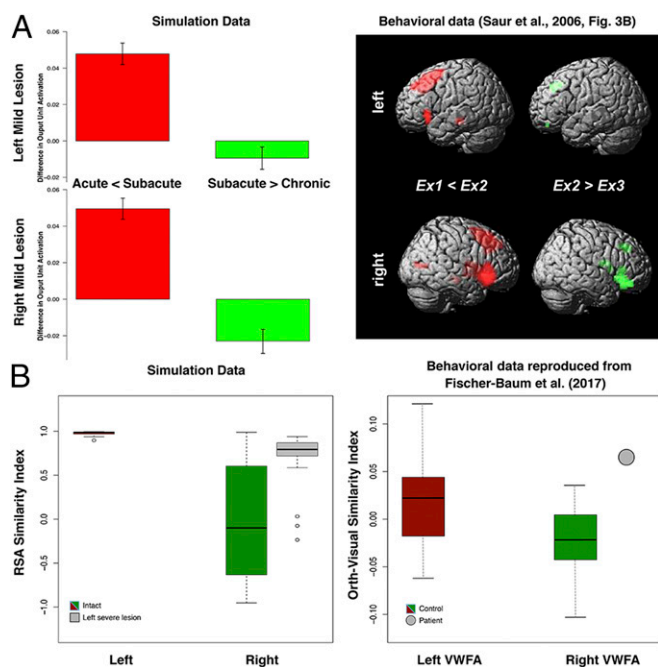 A
Simulation Data
Behavioral data (Saur et al., 2006, Fig. 3B)
Left Mild Lesion
Difference in Ouput Unit Activation
0.06
0.04
0.02
0.00
-0.02
Acute < Subacute
Subacute > Chronic
Right Mild Lesion
Difference in Ouput Unit Activation
0.06
0.04
0.02
0.00
-0.02
left
Ex1 < Ex2
Ex2 > Ex3
right
B
Simulation Data
Behavioral data reproduced from
Fischer-Baum et al. (2017)
RSA Similarity Index
1.0
0.5
0.0
-0.5
-1.0
Intact
Left severe lesion
Left
Right
Orth-Visual Similarity Index
0.10
0.05
0.00
-0.05
-0.10
Control
Patient
Left VWFA
Right VWFA